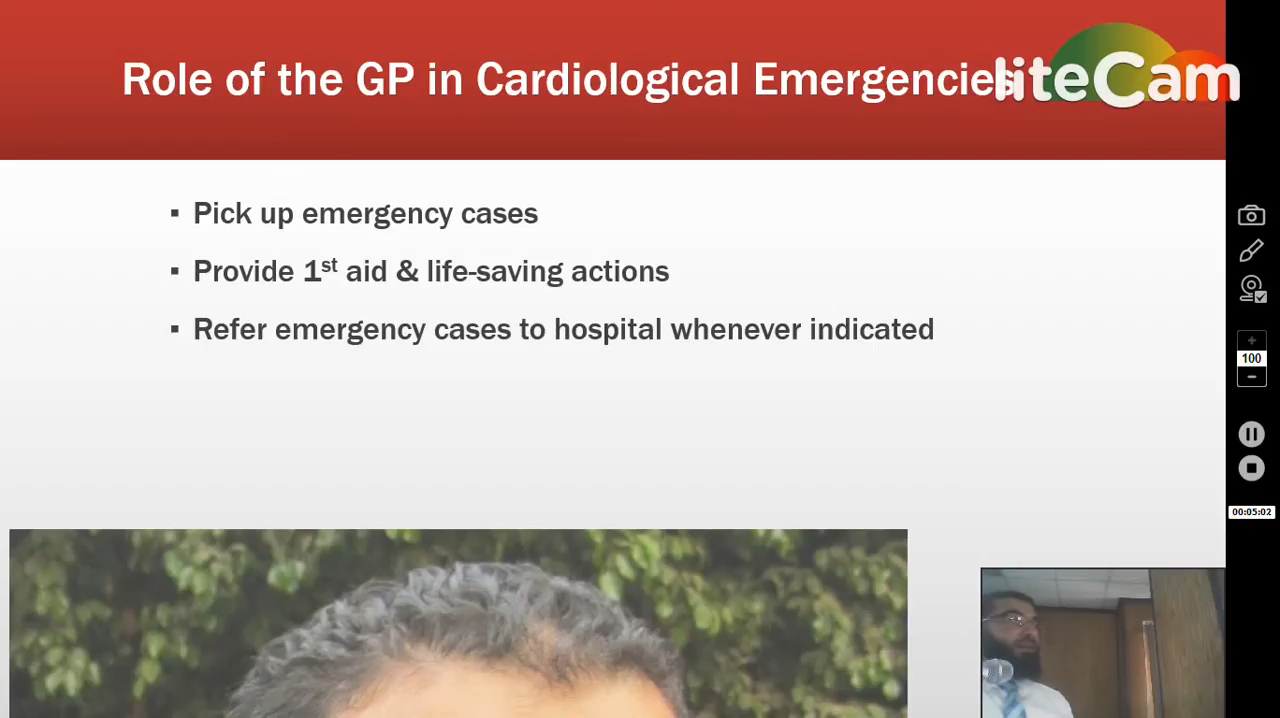 Role of the GP in Cardiological Emergencies
liteCam
▪ Pick up emergency cases
▪ Provide 1st aid & life-saving actions
▪ Refer emergency cases to hospital whenever indicated
100
00:05:02